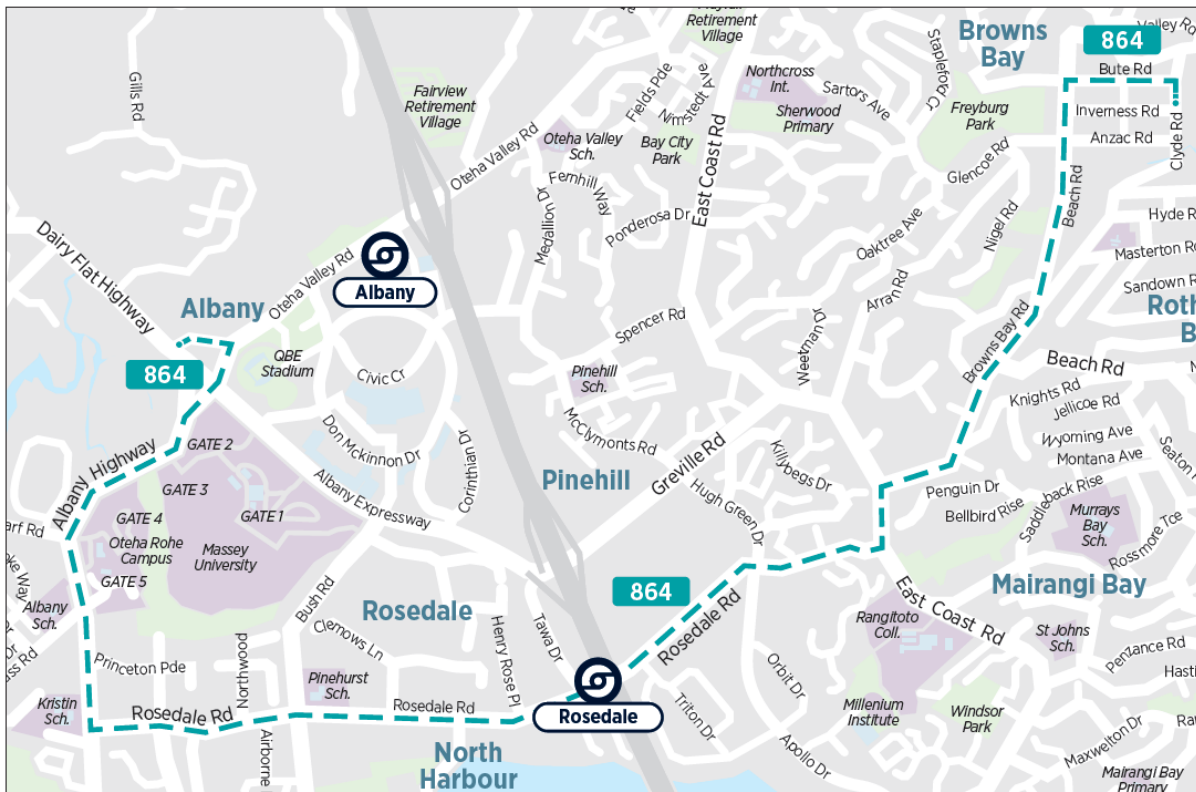 Retirement
Village
Browns
Bay
864
Valley Rd
Bute Rd
Gills Rd
Fairview
Retirement
Village
Fields Pde
Nimstedt Ave
Northcross
Int.
Sartors Ave
Stapleford Cr
Sherwood
Primary
Freyburg
Park
Inverness Rd
Anzac Rd
Clyde Rd
Oteha Valley Rd
Oteha Valley
Sch.
Bay City
Park
East Coast Rd
Glencoe Rd
Fernhill Way
Medallion Dr
Ponderosa Dr
Oaktree Ave
Nigel Rd
Beach Rd
Hyde R
Masterton R
Sandown R
Dairy Flat Highway
Albany
Oteha Valley Rd
Albany
Arran Rd
Roth
B
Spencer Rd
Weetman Dr
Browns Bay Rd
Beach Rd
864
QBE
Stadium
Civic Cr
Pinehill
Sch.
Knights Rd
Jellicoe Rd
Wyoming Ave
Montana Ave
Seaton
Don Mckinnon Dr
McClymonts Rd
Corinthian Dr
Albany Highway
GATE 2
GATE 3
GATE 1
GATE 4
Oteha Rohe
Campus
Massey
University
GATE 5
Albany Expressway
Pinehill
Greville Rd
Killybegs Dr
Hugh Green Dr
Penguin Dr
Bellbird Rise
Saddleback Rise
Murrays
Bay
Sch.
Rossmore Tce
arf Rd
oke Way
Albany
Sch.
Bush Rd
Rosedale
864
Rosedale Rd
Mairangi Bay
East Coast Rd
Rangitoto
Coll.
St Johns
Sch.
Penzance Rd
Hasti
Clemows Ln
Henry Rose Pl
Tawa Dr
ass Rd
Princeton Pde
Northwood
Pinehurst
Sch.
Kristin
Sch.
Rosedale Rd
Rosedale Rd
Rosedale
Orbit Dr
Triton Dr
Apollo Dr
Millenium
Institute
Windsor
Park
Maxwelton Dr
Ra
Airborne
North
Harbour
Mairangi Bay
Primary